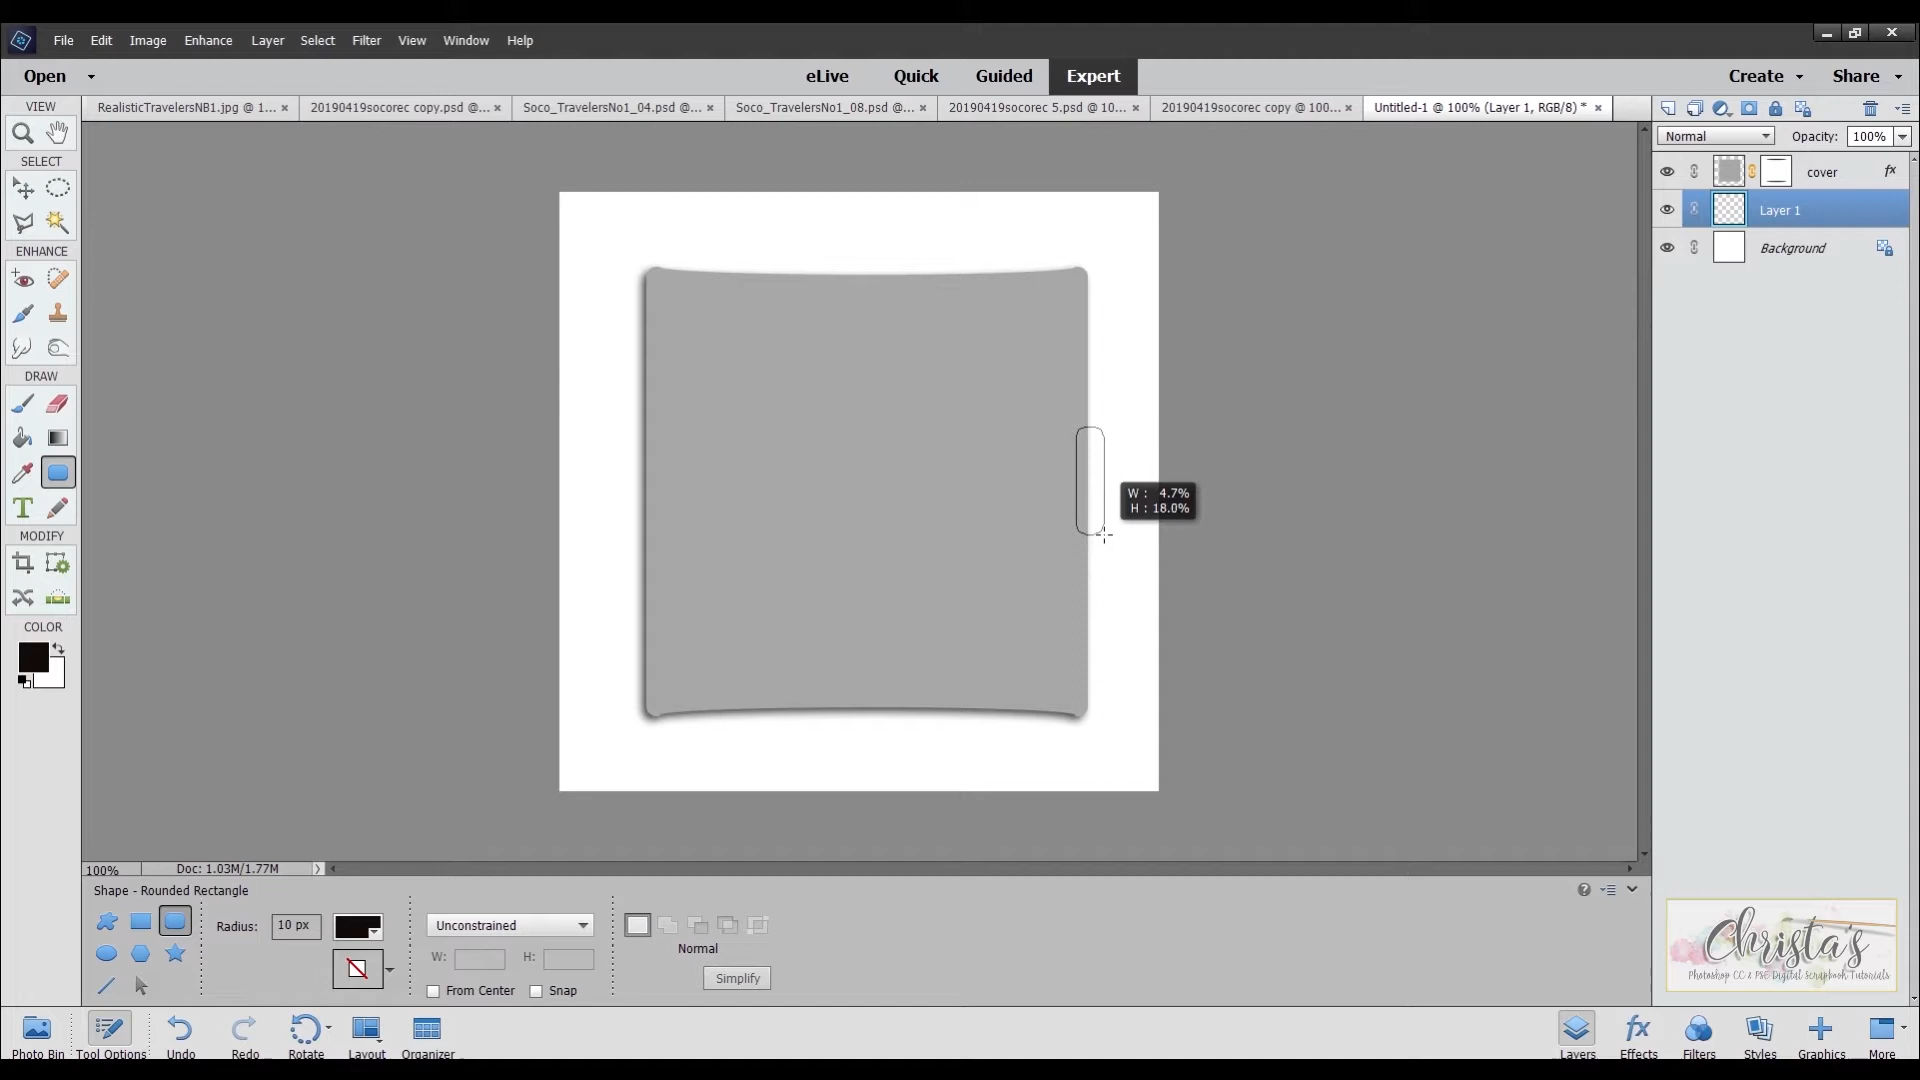 File Edit Image Enhance Layer Select Filter View Window Help
Open eLive Quick Guided Expert Create Share
VIEW RealisticTravelersNB1.jpg @ 1... 20190419socorec copy.psd @... Soco_TravelersNo1_04.psd @... Soco_TravelersNo1_08.psd @... 20190419socorec 5.psd @ 10... 20190419socorec copy @ 100... Untitled-1 @ 100% (Layer 1, RGB/8) *
Normal Opacity: 100%
SELECT
cover fx
Layer 1
ENHANCE
Background
DRAW
W : 4.7%
H : 18.0%
T
MODIFY
COLOR
100% Doc: 1.03M/1.77M
Shape - Rounded Rectangle
Radius: 10 px Unconstrained
Normal
W: H:
Simplify
From Center Snap
Christa's
Photoshop CC & PSE Digital Scrapbook Tutorials
fx
Photo Bin Tool Options Undo Redo Rotate Layout Organizer Layers Effects Filters Styles Graphics More